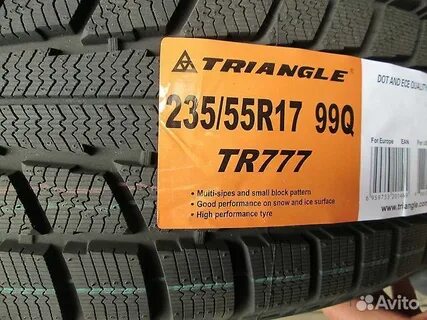 TRIANGLE
235/55R17 99Q
TR777
• Multi-sipes and small block pattern
• Good performance on snow and ice surface
• High performance tyre
DOT AND ECE QUALITY
For Europe EAN
www.triangle.
Avito